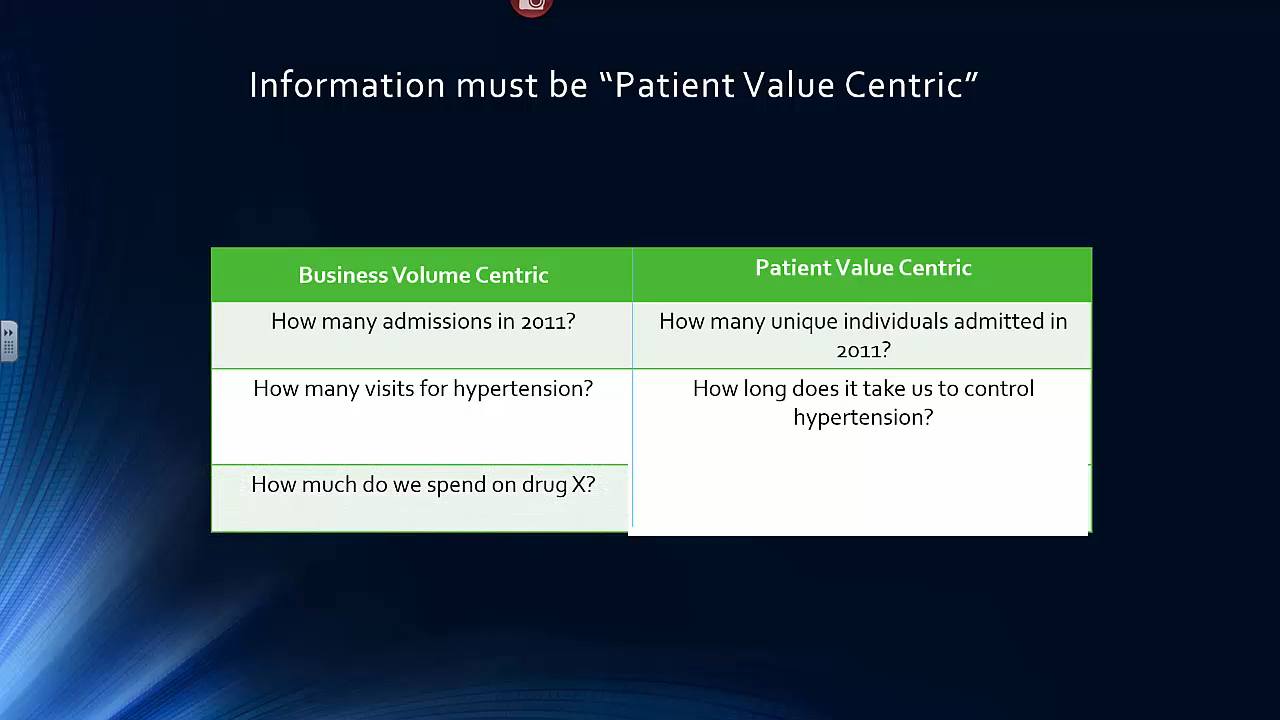 Information must be “Patient Value Centric”
Business Volume Centric
Patient Value Centric
How many admissions in 2011?
How many unique individuals admitted in
2011?
How many visits for hypertension?
How long does it take us to control
hypertension?
How much do we spend on drug X?